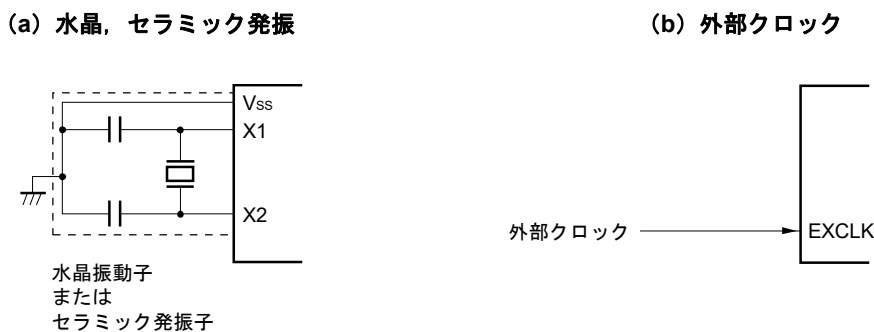 (a) 水晶，セラミック発振
(b) 外部クロック
Vss
X1
X2
水晶振動子
または
セラミック発振子
外部クロック
EXCLK